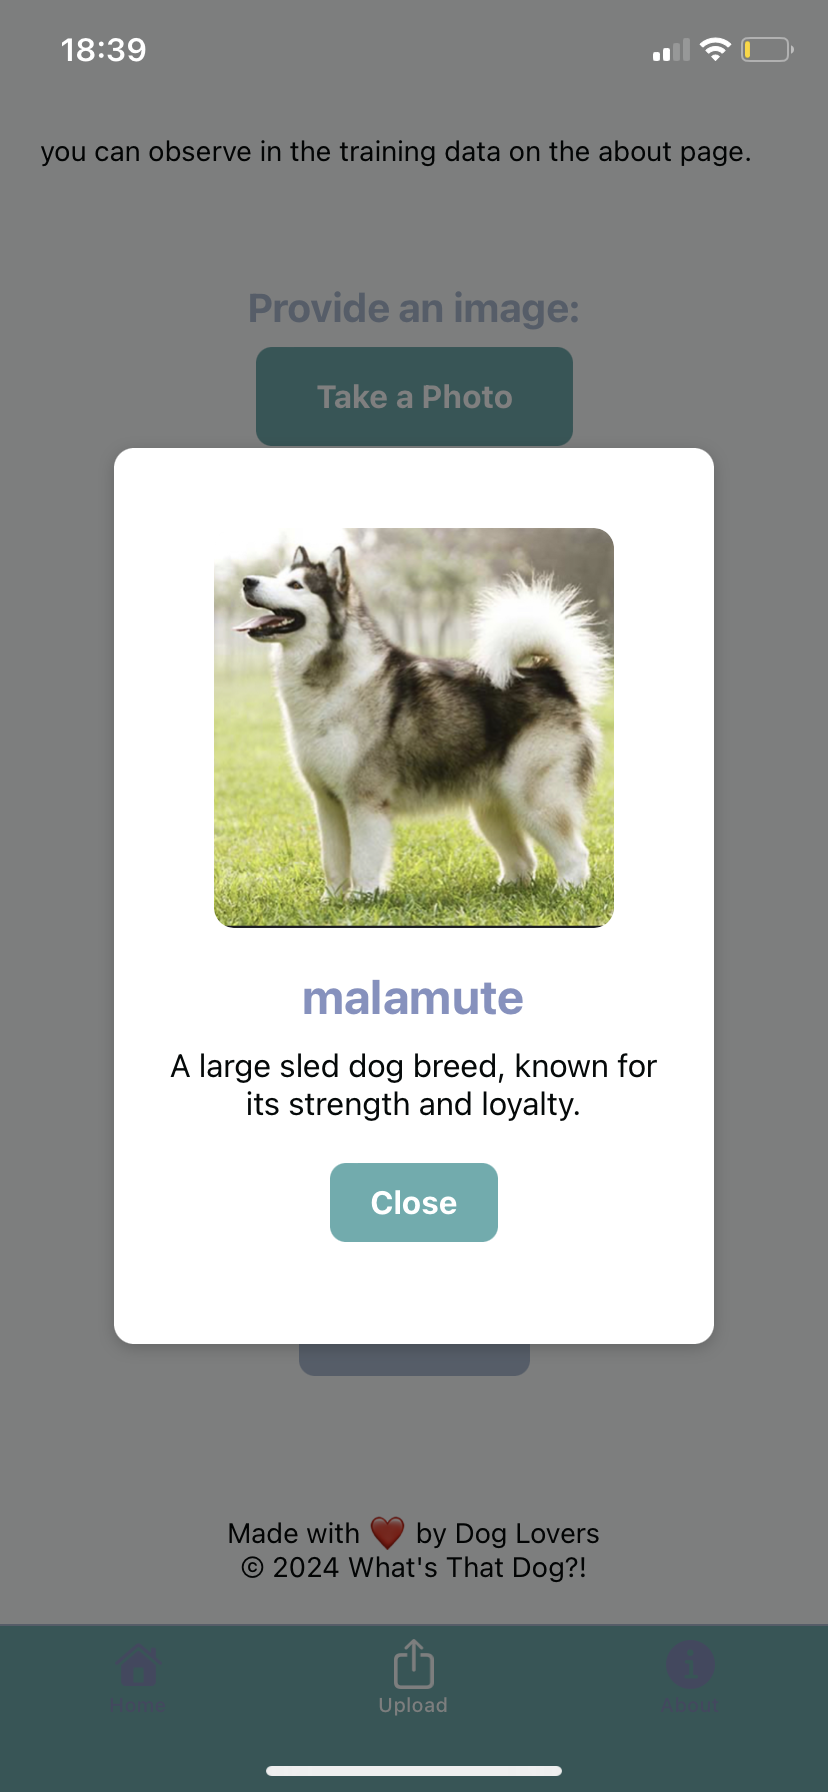 18:39
you can observe in the training data on the about page.
Provide an image:
Take a Photo
malamute
A large sled dog breed, known for
its strength and loyalty.
Close
Made with ❤️ by Dog Lovers
© 2024 What's That Dog?!
Home
Upload
About